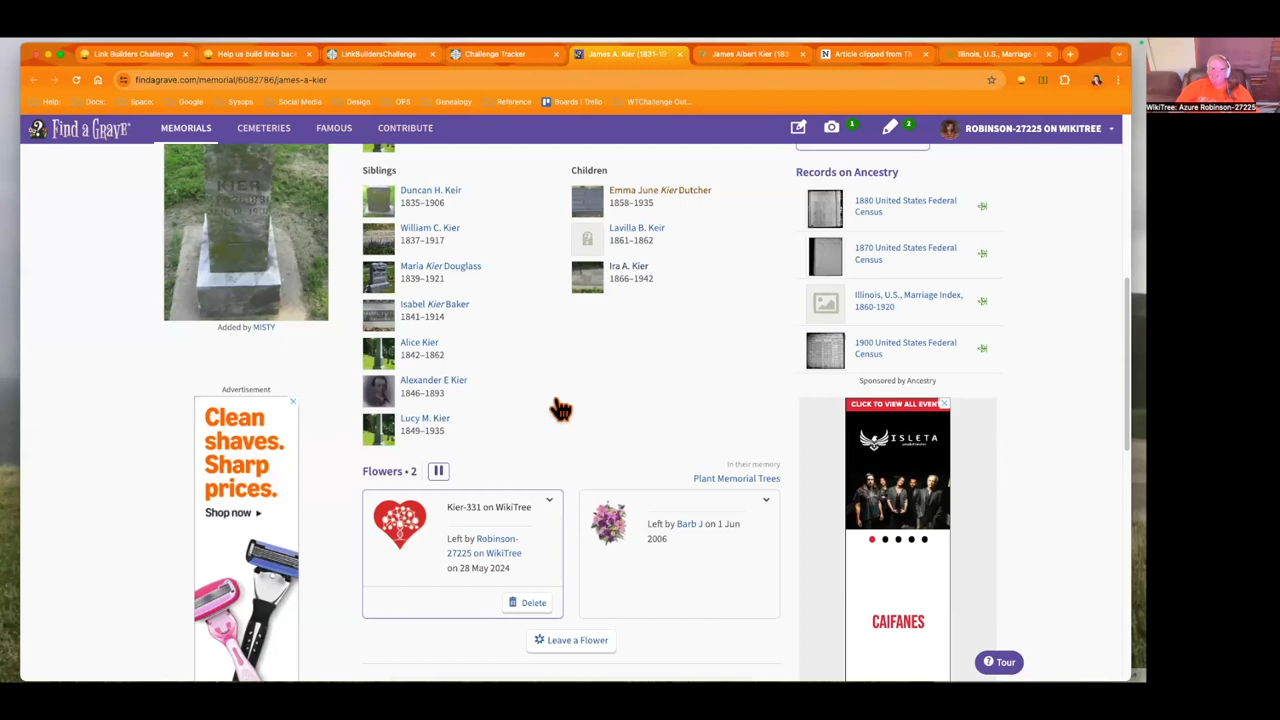 Link Builders Challenge
Help us build links back
LinkBuildersChallenge
Challenge Tracker
James A. Kier (1831-19
James Albert Kier (183
Article clipped from Th
Illinois, U.S., Marriage
findagrave.com/memorial/6082786/james-a-kier
Help:
Docs:
Space:
Google
Sysops
Social Media
Design
OPS
Genealogy
Reference
Boards | Trello
WTChallenge Out...
WikiTree: Azure Robinson-27225
Find a Grave
MEMORIALS
CEMETERIES
FAMOUS
CONTRIBUTE
1
2
ROBINSON-27225 ON WIKITREE
KIER
Added by MISTY
Siblings
Duncan H. Keir
1835–1906
William C. Kier
1837–1917
Maria Kier Douglass
1839–1921
Isabel Kier Baker
1841–1914
Alice Kier
1842–1862
Alexander E Kier
1846–1893
Lucy M. Kier
1849–1935
Children
Emma June Kier Dutcher
1858–1935
Lavilla B. Keir
1861–1862
Ira A. Kier
1866–1942
Records on Ancestry
1880 United States Federal
Census
1870 United States Federal
Census
Illinois, U.S., Marriage Index,
1860-1920
1900 United States Federal
Census
Sponsored by Ancestry
Advertisement
Clean
shaves.
Sharp
prices.
Shop now
Flowers • 2
In their memory
Plant Memorial Trees
Kier-331 on WikiTree
Left by Robinson-
27225 on WikiTree
on 28 May 2024
Delete
Left by Barb J on 1 Jun
2006
Leave a Flower
CLICK TO VIEW ALL EVENT
ISLETA
CAIFANES
Tour